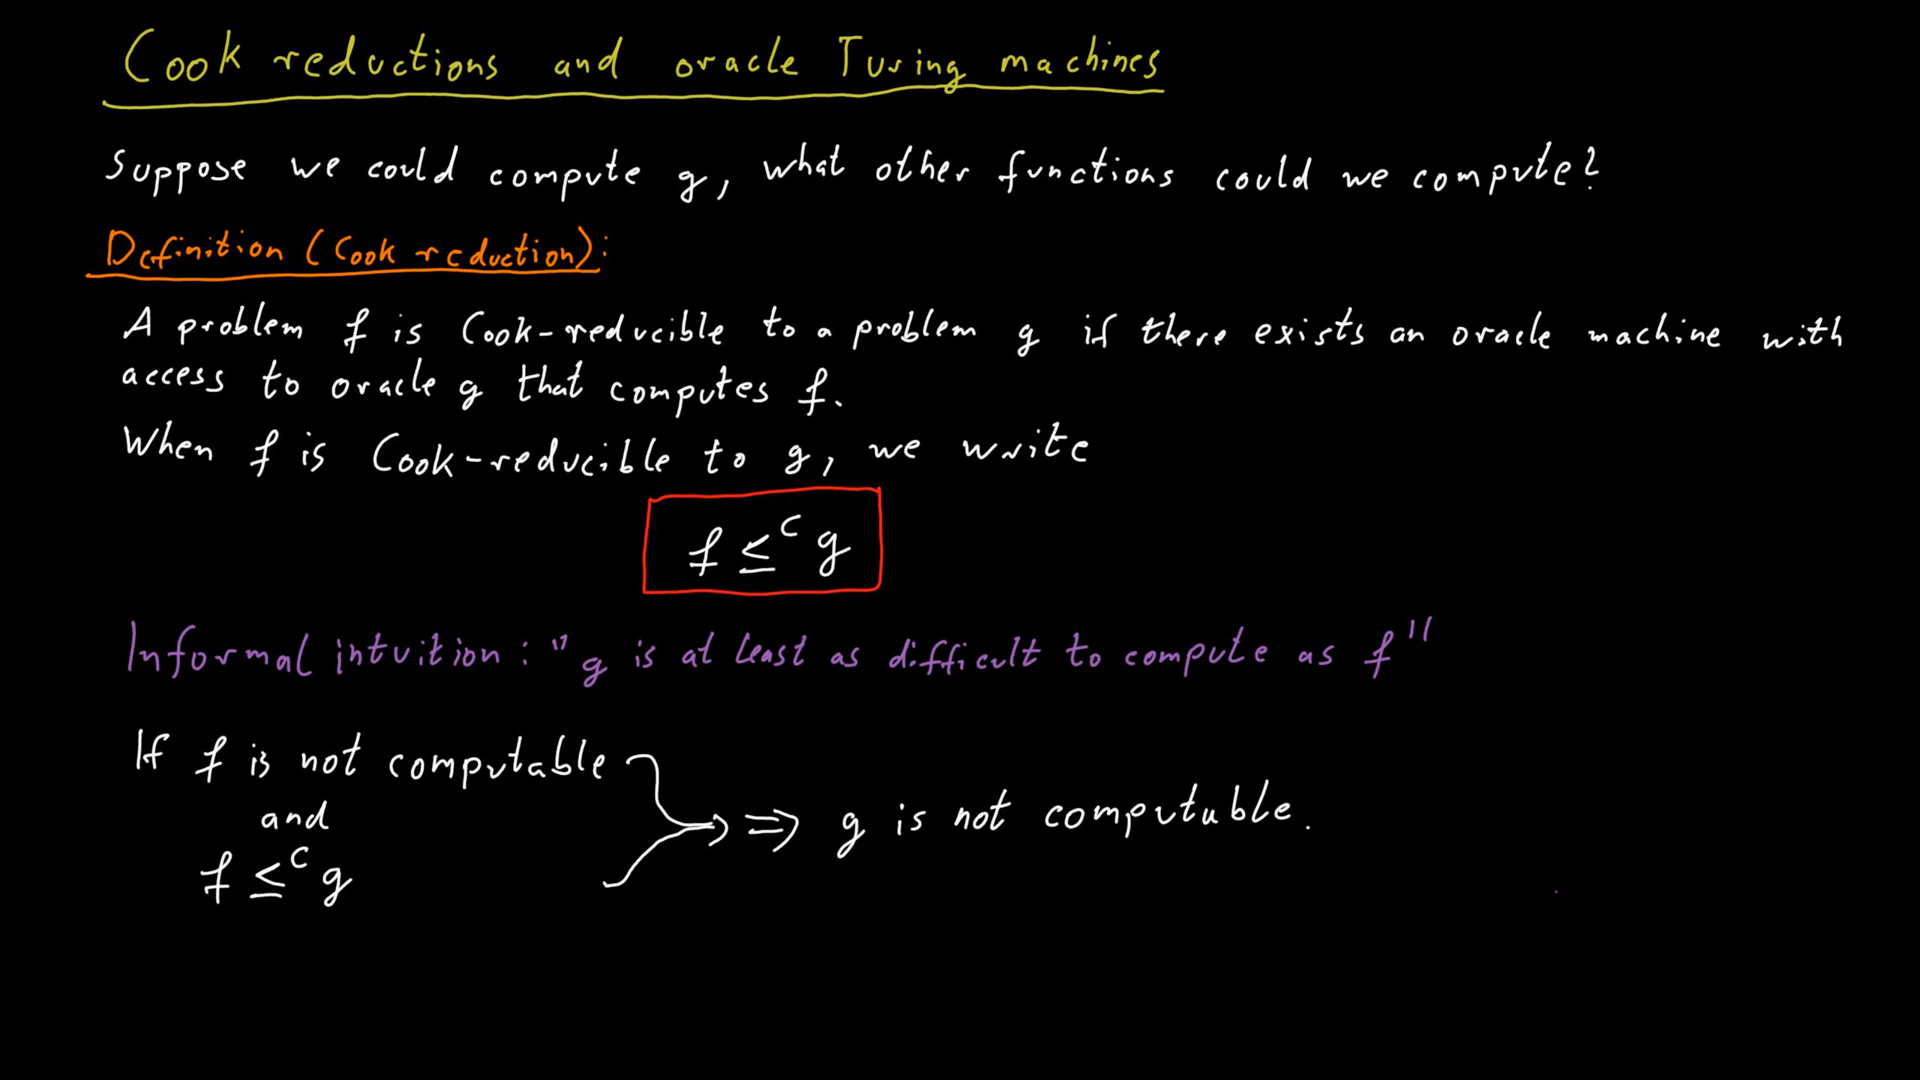 Cook reductions and oracle Turing machines
Suppose we could compute g, what other functions could we compute?
Definition (Cook reduction):
A problem f is Cook-reducible to a problem g if there exists an oracle machine with
access to oracle g that computes f.
When f is Cook-reducible to g, we write
f ≤ᶜ g
Informal intuition: "g is at least as difficult to compute as f"
If f is not computable
and
f ≤ᶜ g
⇒ g is not computable.